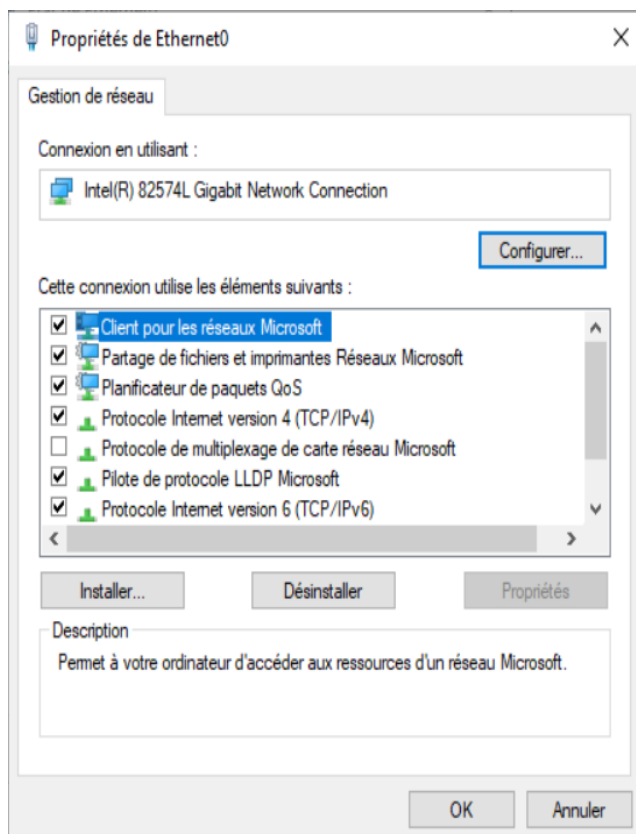 Propriétés de Ethernet0
Gestion de réseau
Connexion en utilisant :
Intel(R) 82574L Gigabit Network Connection
Configurer...
Cette connexion utilise les éléments suivants :
Client pour les réseaux Microsoft
Partage de fichiers et imprimantes Réseaux Microsoft
Planificateur de paquets QoS
Protocole Internet version 4 (TCP/IPv4)
Protocole de multiplexage de carte réseau Microsoft
Pilote de protocole LLDP Microsoft
Protocole Internet version 6 (TCP/IPv6)
Installer...
Désinstaller
Propriétés
Description
Permet à votre ordinateur d'accéder aux ressources d'un réseau Microsoft.
OK
Annuler